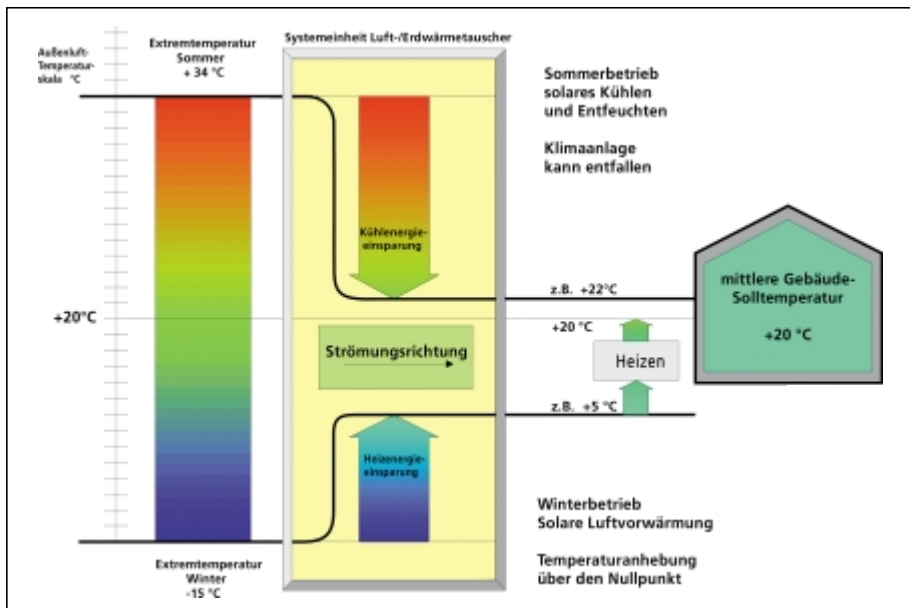 Außenluft-
Temperatur-
skala °C
Extremtemperatur
Sommer
+ 34 °C
Systemeinheit Luft-/Erdwärmetauscher
Sommerbetrieb
solares Kühlen
und Entfeuchten
Klimaanlage
kann entfallen
Kühlenergie-
einsparung
z.B. +22°C
mittlere Gebäude-
Solltemperatur
+20 °C
+20°C
+20 °C
Strömungsrichtung
Heizen
z.B. +5 °C
Heizenergie-
einsparung
Winterbetrieb
Solare Luftvorwärmung
Temperaturanhebung
über den Nullpunkt
Extremtemperatur
Winter
-15 °C